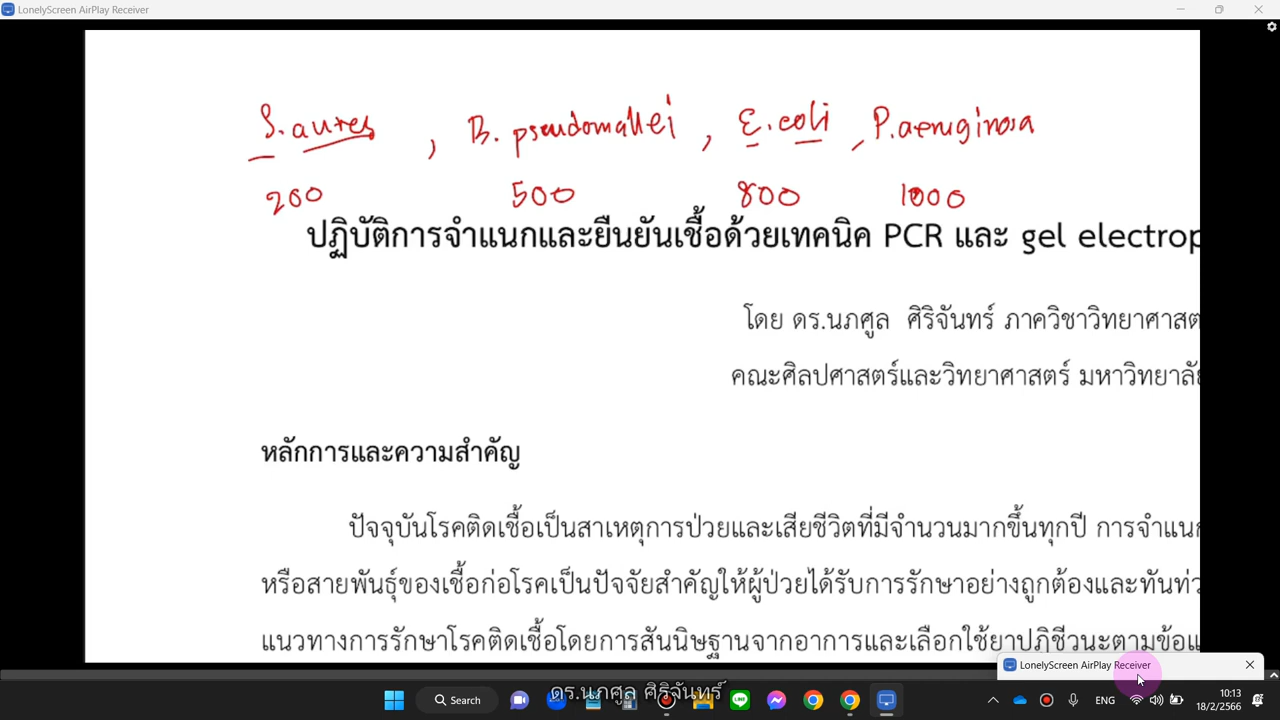 LonelyScreen AirPlay Receiver
S. aures , B. pseudomallei , E. coli , P. aeruginosa
200 500 800 1000
ปฏิบัติการจำแนกและยืนยันเชื้อด้วยเทคนิค PCR และ gel electrop
โดย ดร.นภศูล ศิริจันทร์ ภาควิชาวิทยาศาสต
คณะศิลปศาสตร์และวิทยาศาสตร์ มหาวิทยาลัย
หลักการและความสำคัญ
ปัจจุบันโรคติดเชื้อเป็นสาเหตุการป่วยและเสียชีวิตที่มีจำนวนมากขึ้นทุกปี การจำแนก
หรือสายพันธุ์ของเชื้อก่อโรคเป็นปัจจัยสำคัญให้ผู้ป่วยได้รับการรักษาอย่างถูกต้องและทันท่ว
แนวทางการรักษาโรคติดเชื้อโดยการสันนิษฐานจากอาการและเลือกใช้ยาปฏิชีวนะตามข้อแ
LonelyScreen AirPlay Receiver
ดร.นภศูล ศิริจันทร์
Search
ENG
10:13
18/2/2566